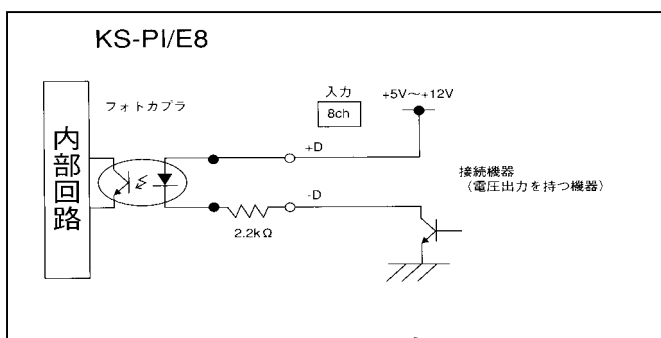 KS-PI/E8
フォトカプラ
入力
8ch
+5V～+12V
内部回路
+D
接続機器
（電圧出力を持つ機器）
-D
2.2kΩ